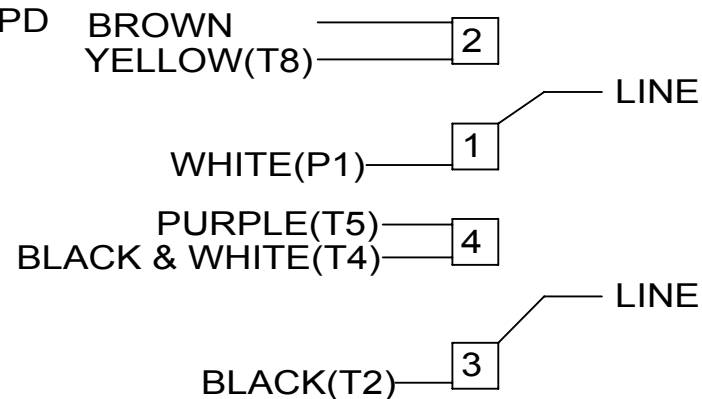 PD BROWN 2
YELLOW(T8)
LINE
WHITE(P1) 1
PURPLE(T5)
BLACK & WHITE(T4) 4
LINE
BLACK(T2) 3